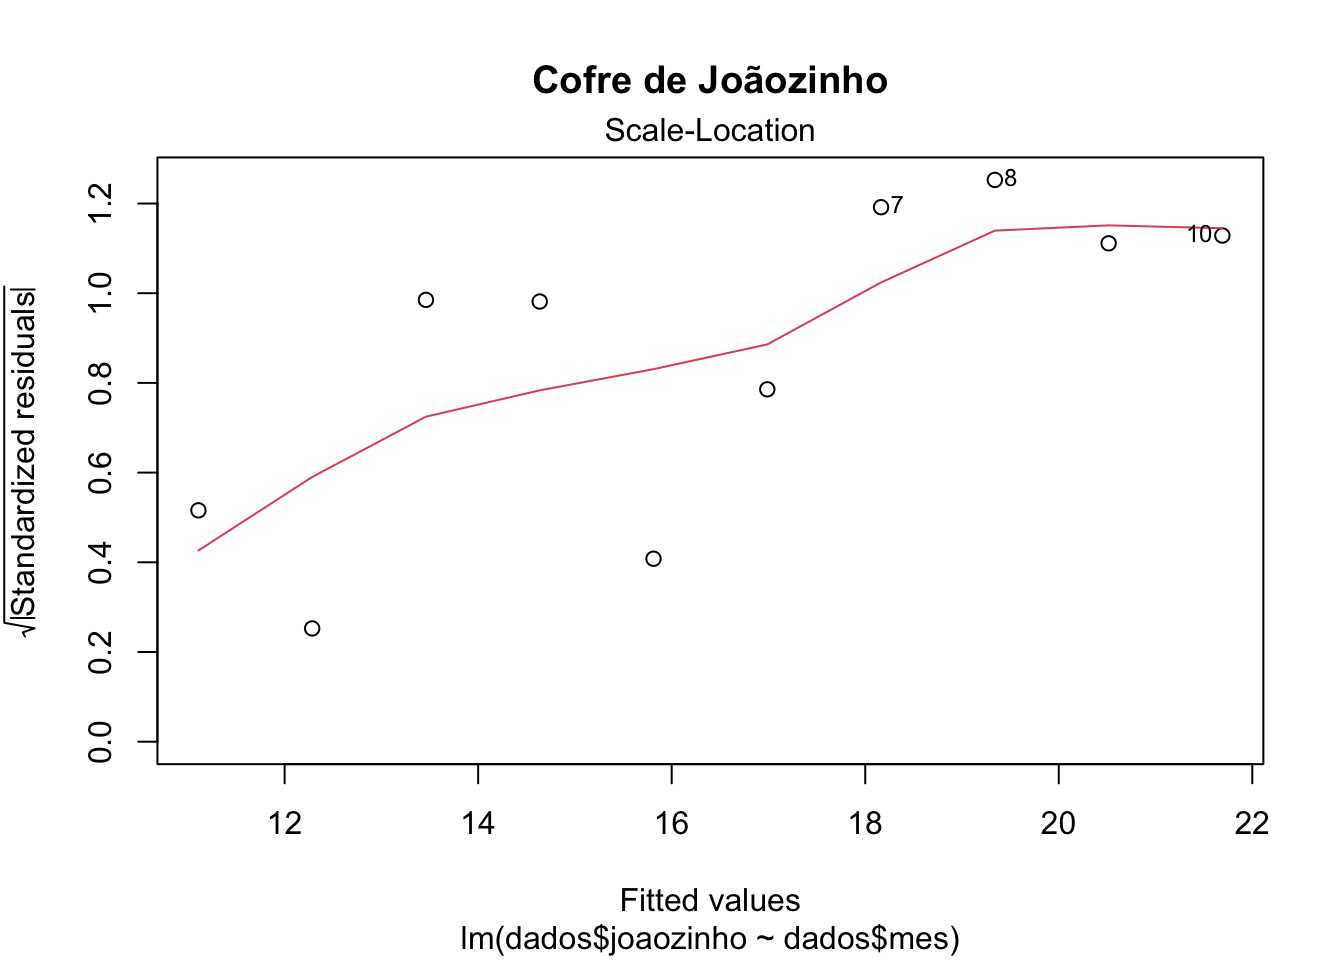 Cofre de Joãozinho
Scale-Location
√|Standardized residuals|
1.2
1.0
0.8
0.6
0.4
0.2
0.0
7
8
10
12 14 16 18 20 22
Fitted values
lm(dados$joaozinho ~ dados$mes)